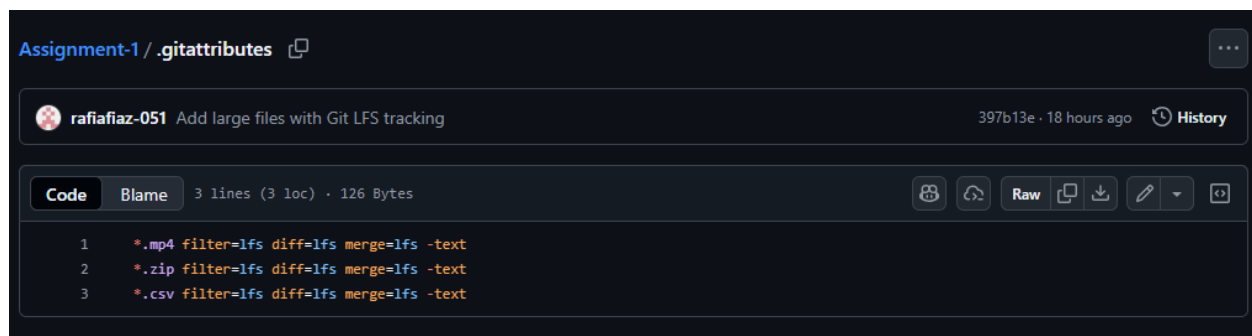 Assignment-1 / .gitattributes
rafiafiaz-051 Add large files with Git LFS tracking 397b13e · 18 hours ago History
Code Blame 3 lines (3 loc) · 126 Bytes Raw
1 *.mp4 filter=lfs diff=lfs merge=lfs -text
2 *.zip filter=lfs diff=lfs merge=lfs -text
3 *.csv filter=lfs diff=lfs merge=lfs -text